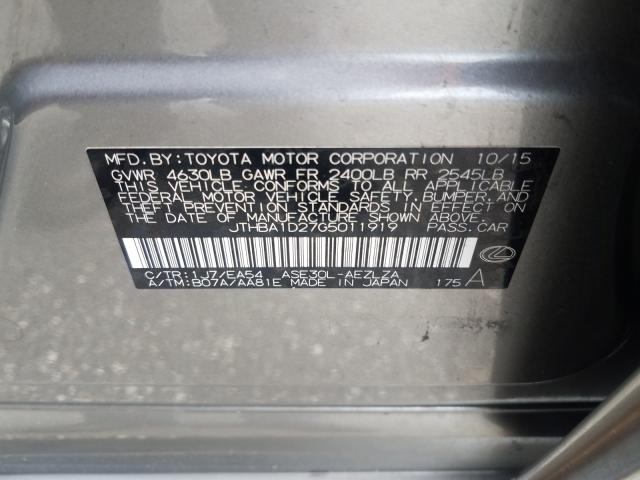 MFD. BY: TOYOTA MOTOR CORPORATION 10/15
GVWR 4630LB GAWR FR 2400LB RR 2545LB
THIS VEHICLE CONFORMS TO ALL APPLICABLE
FEDERAL MOTOR VEHICLE SAFETY, BUMPER, AND
THEFT PREVENTION STANDARDS IN EFFECT ON
THE DATE OF MANUFACTURE SHOWN ABOVE.
JTHBA1D27G5011919 PASS. CAR
C/TR: 1J7/EA54 ASE30L-AEZLZA
A/TM: B07A/AA81E MADE IN JAPAN 175 A